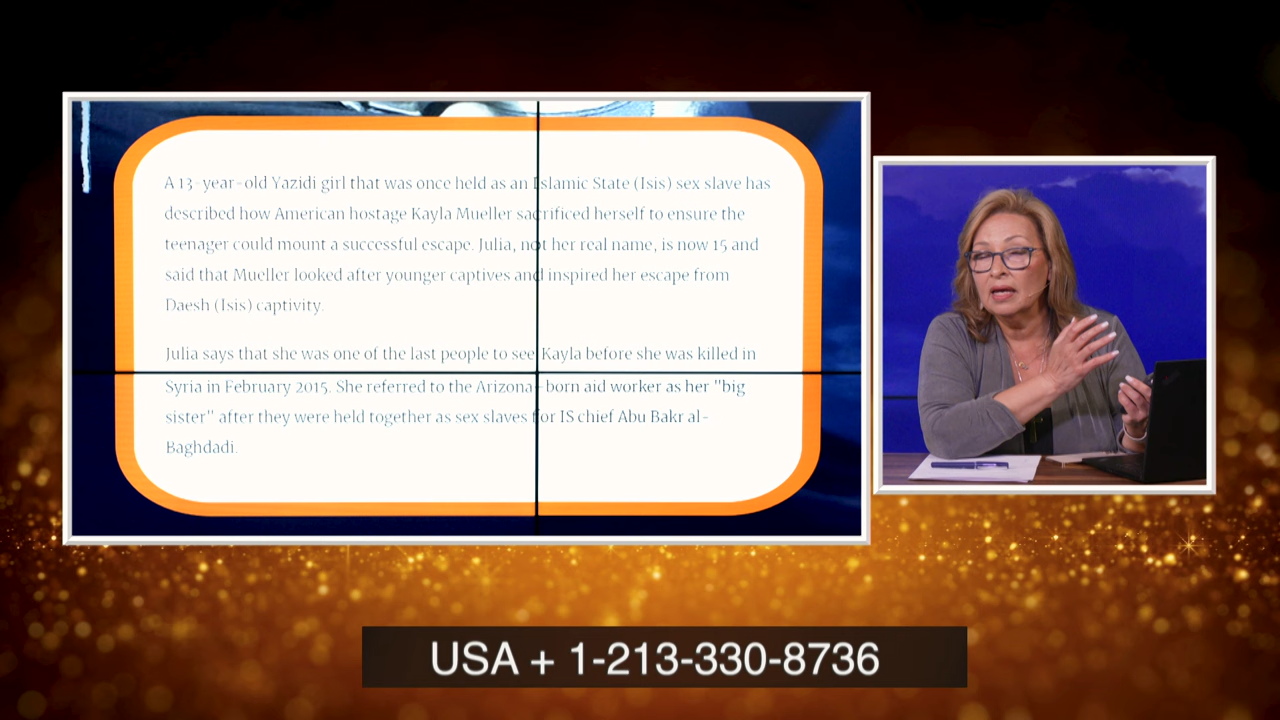 A 13-year-old Yazidi girl that was once held as an Islamic State (Isis) sex slave has
described how American hostage Kayla Mueller sacrificed herself to ensure the
teenager could mount a successful escape. Julia, not her real name, is now 15 and
said that Mueller looked after younger captives and inspired her escape from
Daesh (Isis) captivity.
Julia says that she was one of the last people to see Kayla before she was killed in
Syria in February 2015. She referred to the Arizona-born aid worker as her "big
sister" after they were held together as sex slaves for IS chief Abu Bakr al-
Baghdadi.
USA + 1-213-330-8736